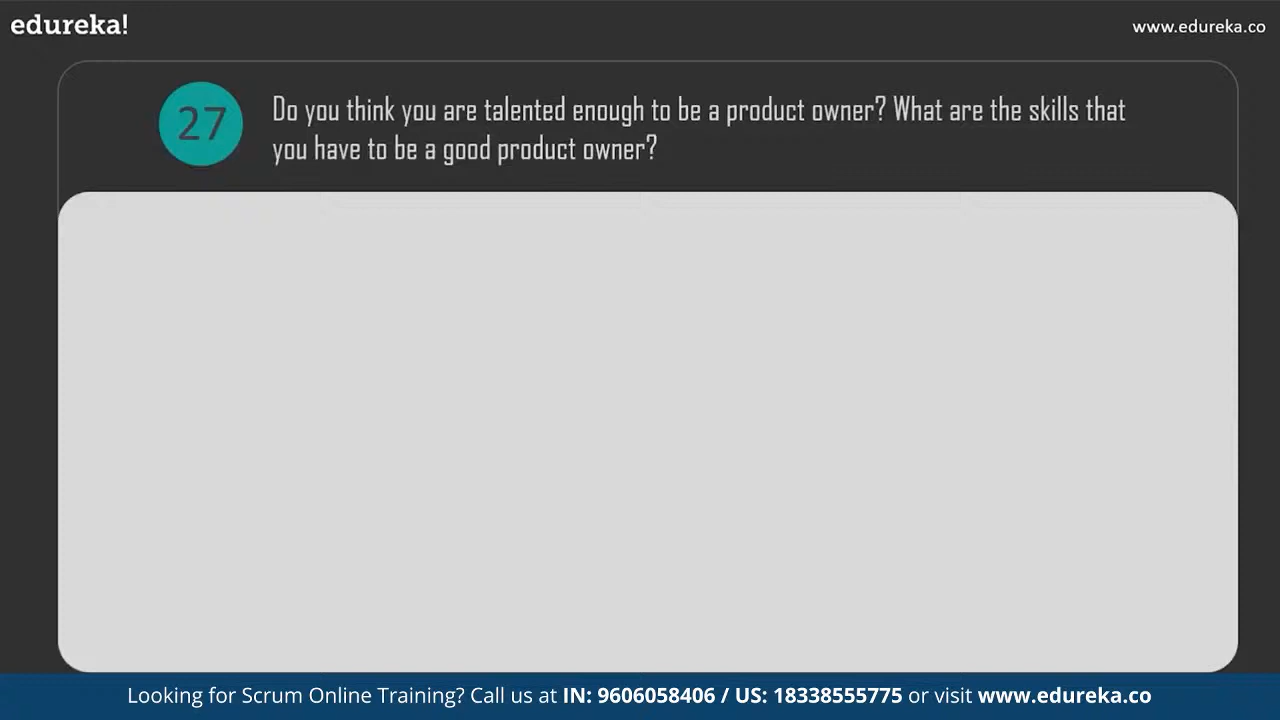 edureka!
www.edureka.co
27
Do you think you are talented enough to be a product owner? What are the skills that
you have to be a good product owner?
Looking for Scrum Online Training? Call us at IN: 9606058406 / US: 18338555775 or visit www.edureka.co